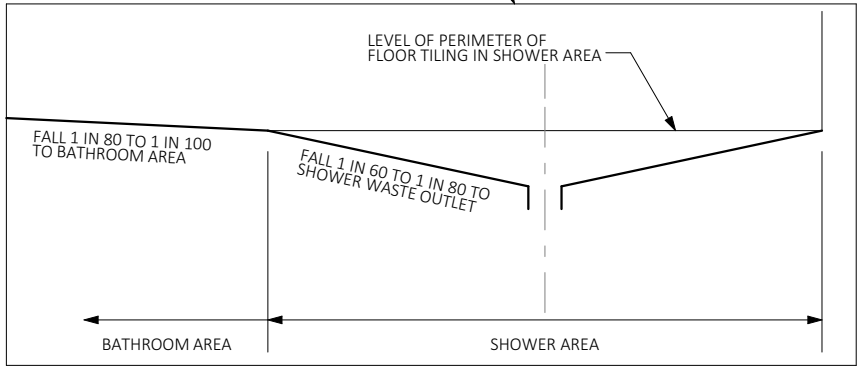 LEVEL OF PERIMETER OF
FLOOR TILING IN SHOWER AREA
FALL 1 IN 80 TO 1 IN 100
TO BATHROOM AREA
FALL 1 IN 60 TO 1 IN 80 TO
SHOWER WASTE OUTLET
BATHROOM AREA
SHOWER AREA